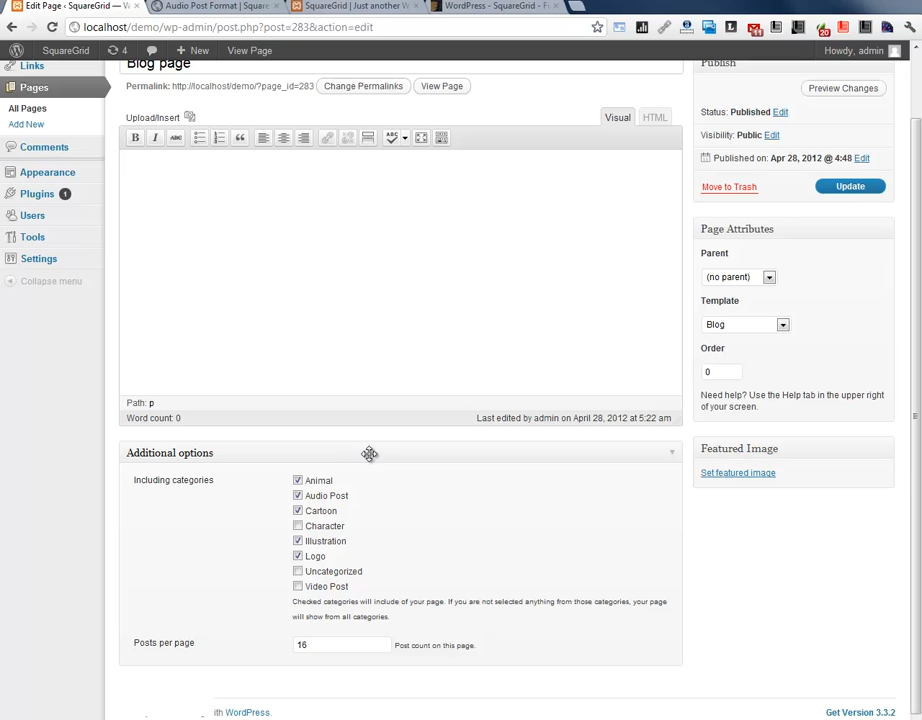 Edit Page ‹ SquareGrid — W
Audio Post Format | Square
SquareGrid | Just another W
WordPress - SquareGrid - Fu
localhost/demo/wp-admin/post.php?post=283&action=edit
SquareGrid 4 + New View Page Howdy, admin
Links
Pages
All Pages
Add New
Comments
Appearance
Plugins 1
Users
Tools
Settings
Collapse menu
Blog page
Permalink: http://localhost/demo/?page_id=283 Change Permalinks View Page
Upload/Insert Visual HTML
B I ABC
Path: p
Word count: 0 Last edited by admin on April 28, 2012 at 5:22 am
Additional options
Including categories
Animal
Audio Post
Cartoon
Character
Illustration
Logo
Uncategorized
Video Post
Checked categories will include of your page. If you are not selected anything from those categories, your page
will show from all categories.
Posts per page 16 Post count on this page.
Publish
Preview Changes
Status: Published Edit
Visibility: Public Edit
Published on: Apr 28, 2012 @ 4:48 Edit
Move to Trash Update
Page Attributes
Parent
(no parent)
Template
Blog
Order
0
Need help? Use the Help tab in the upper right
of your screen.
Featured Image
Set featured image
with WordPress. Get Version 3.3.2